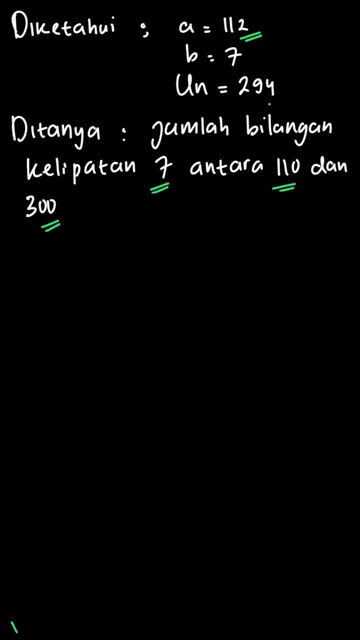 Diketahui : a = 112
b = 7
Un = 294
Ditanya : Jumlah bilangan
kelipatan 7 antara 110 dan
300